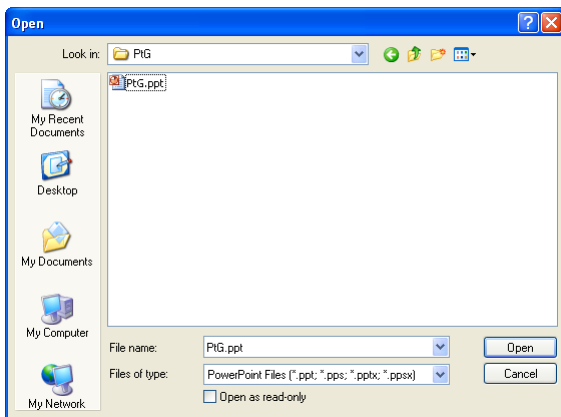 Open
Look in: PtG
PtG.ppt
My Recent
Documents
Desktop
My Documents
My Computer
My Network
File name: PtG.ppt Open
Files of type: PowerPoint Files (*.ppt; *.pps; *.pptx; *.ppsx) Cancel
Open as read-only